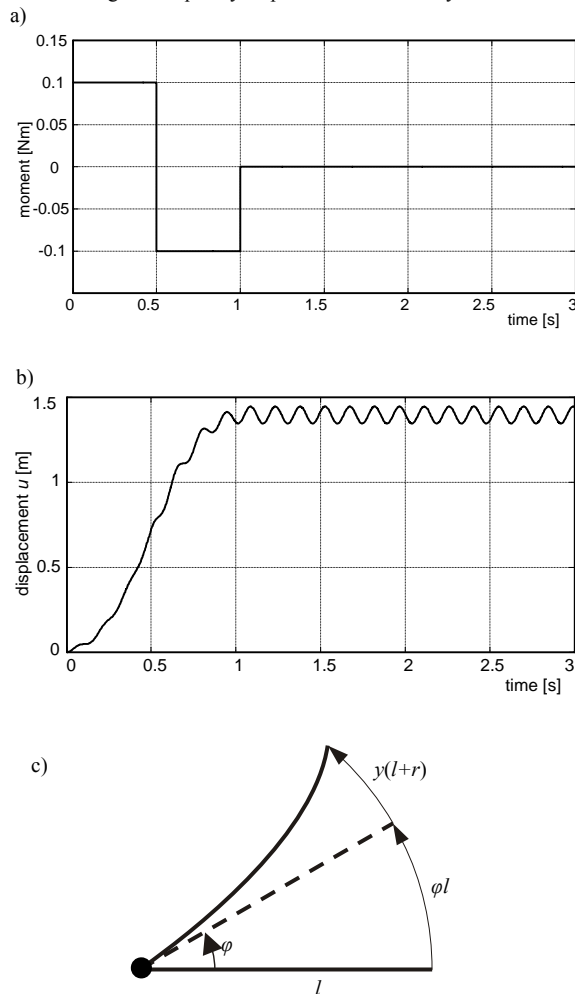 a)
0.15
0.1
0.05
0
-0.05
-0.1
moment [Nm]
0 0.5 1 1.5 2 2.5 3
time [s]
b)
1.5
1
0.5
0
displacement u [m]
0 0.5 1 1.5 2 2.5 3
time [s]
c)
y(l+r)
φl
φ
l